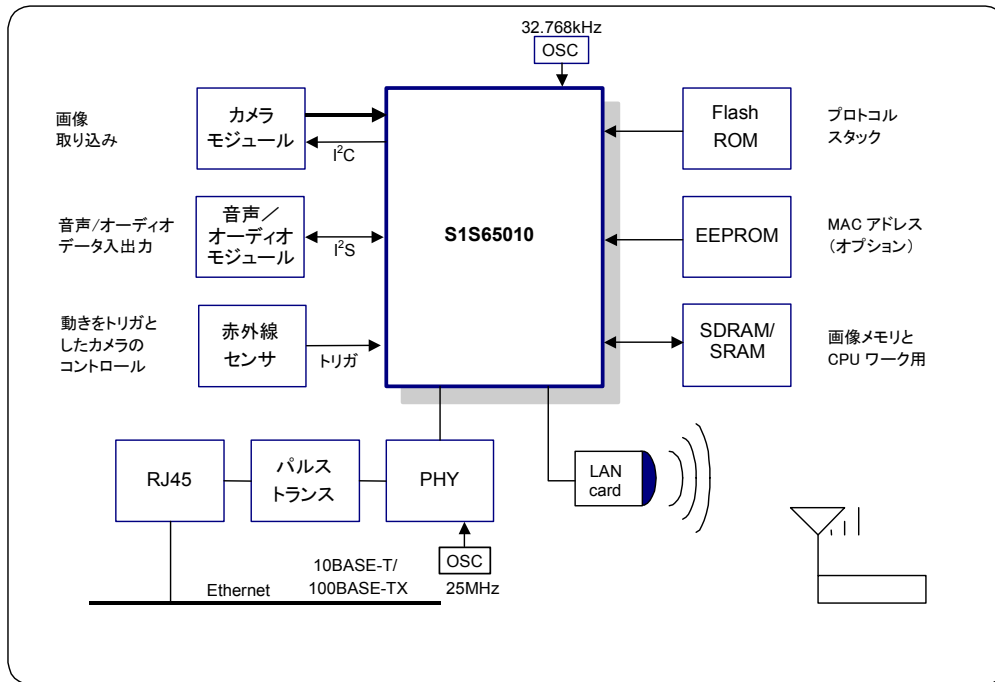 32.768kHz
OSC
画像
取り込み
カメラ
モジュール
I²C
S1S65010
Flash
ROM
プロトコル
スタック
音声/オーディオ
データ入出力
音声／
オーディオ
モジュール
I²S
EEPROM
MAC アドレス
（オプション）
動きをトリガと
したカメラの
コントロール
赤外線
センサ
トリガ
SDRAM/
SRAM
画像メモリと
CPU ワーク用
RJ45
パルス
トランス
PHY
LAN
card
OSC
25MHz
Ethernet
10BASE-T/
100BASE-TX